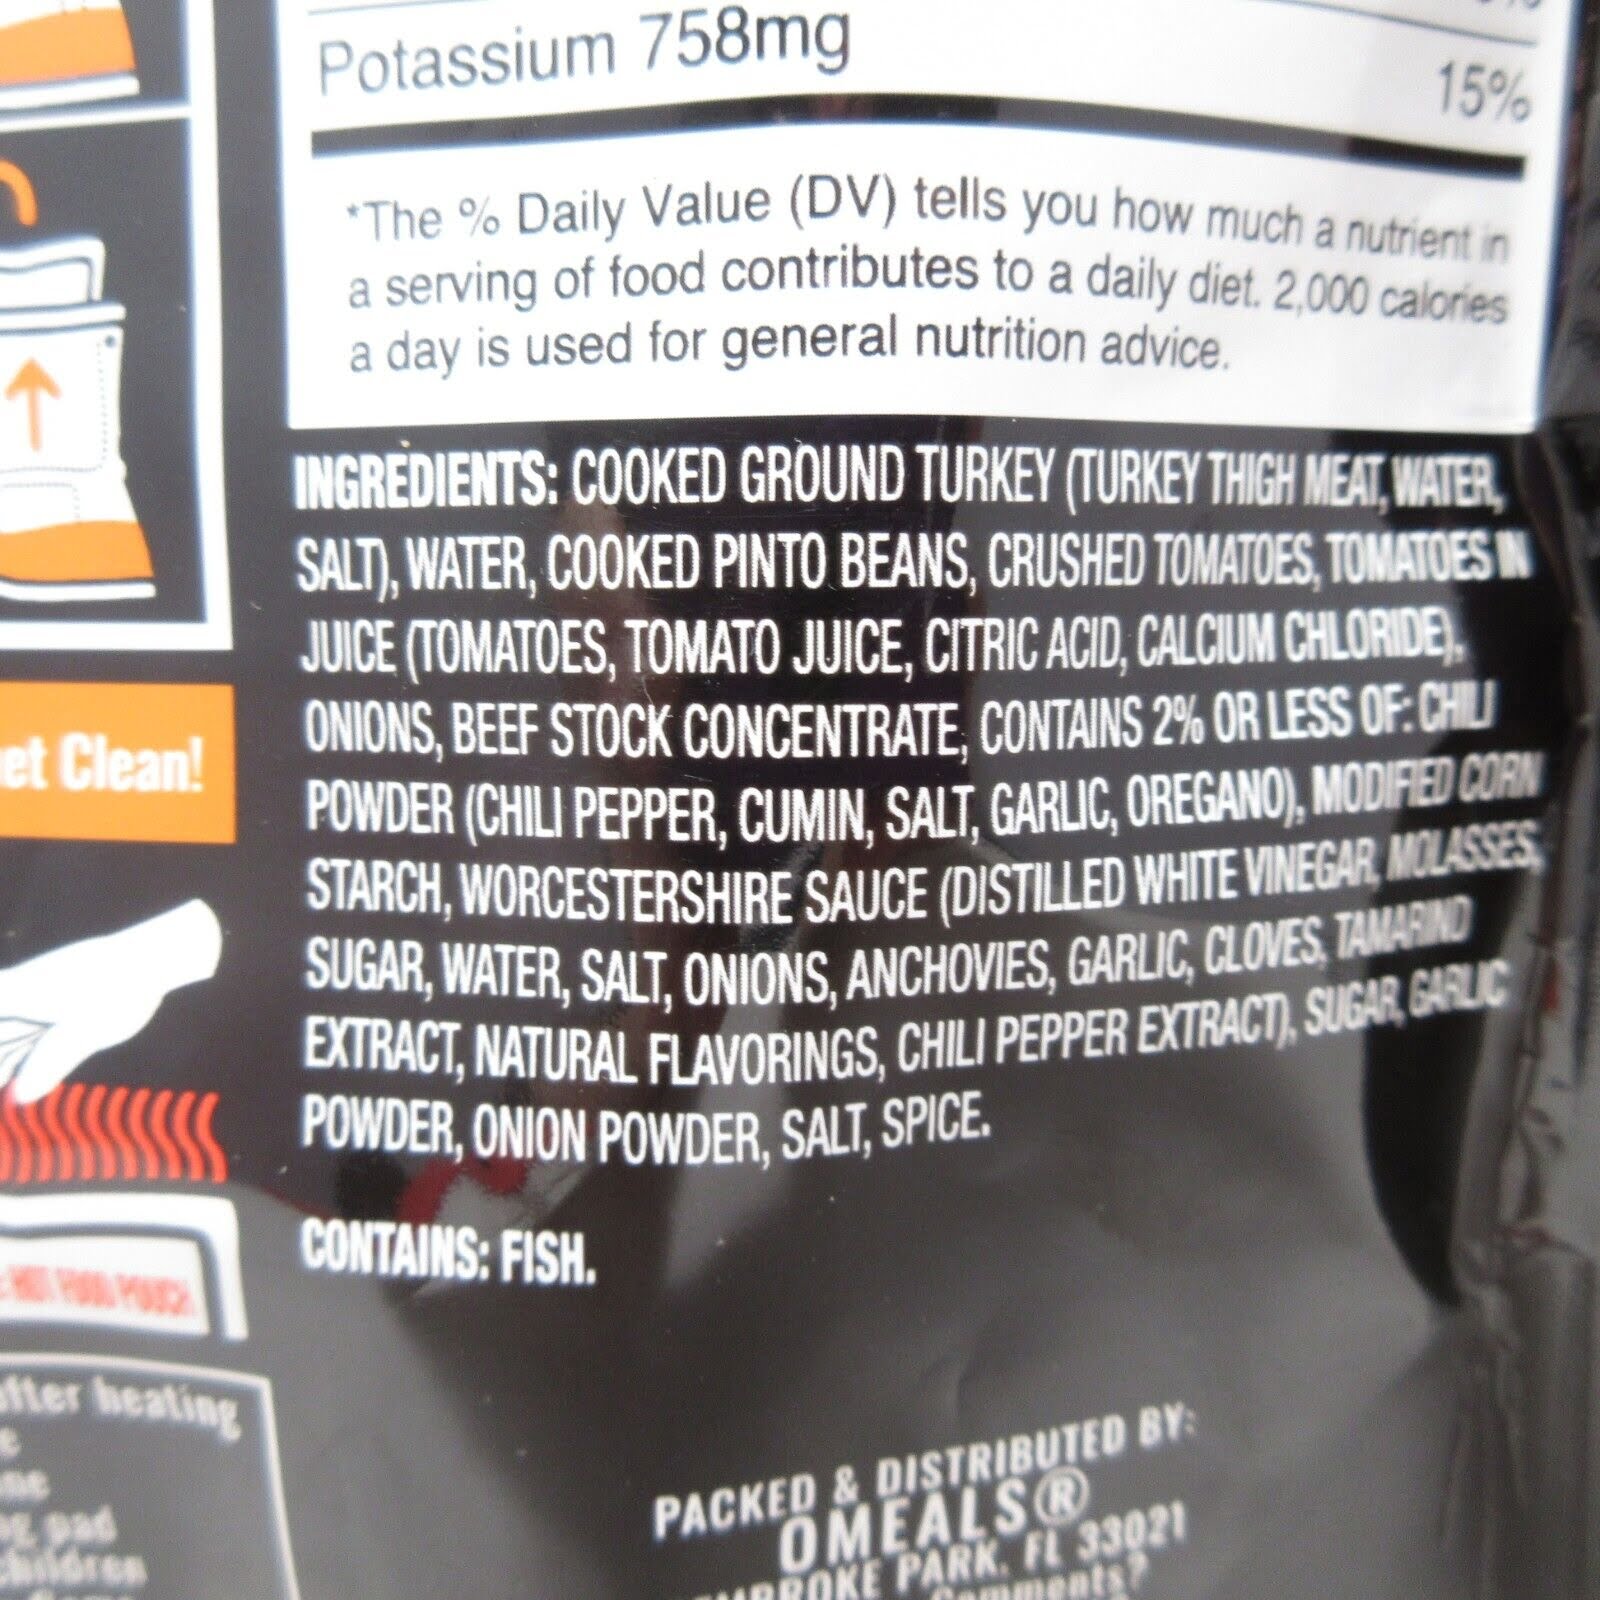 Potassium 758mg 15%
*The % Daily Value (DV) tells you how much a nutrient in
a serving of food contributes to a daily diet. 2,000 calories
a day is used for general nutrition advice.
INGREDIENTS: COOKED GROUND TURKEY (TURKEY THIGH MEAT, WATER,
SALT), WATER, COOKED PINTO BEANS, CRUSHED TOMATOES, TOMATOES IN
JUICE (TOMATOES, TOMATO JUICE, CITRIC ACID, CALCIUM CHLORIDE),
ONIONS, BEEF STOCK CONCENTRATE, CONTAINS 2% OR LESS OF: CHILI
POWDER (CHILI PEPPER, CUMIN, SALT, GARLIC, OREGANO), MODIFIED CORN
STARCH, WORCESTERSHIRE SAUCE (DISTILLED WHITE VINEGAR, MOLASSES,
SUGAR, WATER, SALT, ONIONS, ANCHOVIES, GARLIC, CLOVES, TAMARIND
EXTRACT, NATURAL FLAVORINGS, CHILI PEPPER EXTRACT), SUGAR, GARLIC
POWDER, ONION POWDER, SALT, SPICE.
CONTAINS: FISH.
PACKED & DISTRIBUTED BY:
OMEALS®
PARK, FL 33021
Comments?
et Clean!
HOT FOOD POUCH
after heating
pad
children